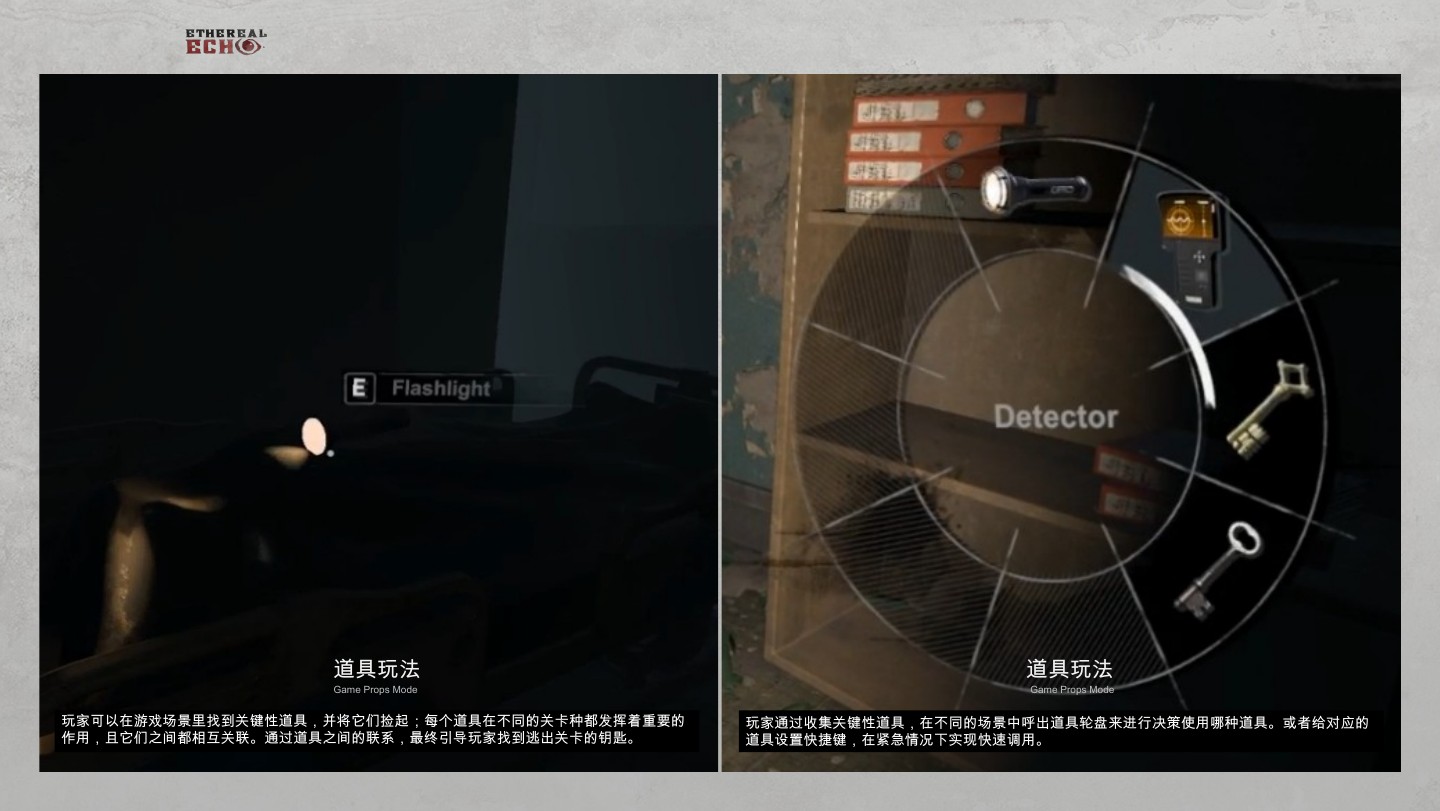 ETHEREAL
ECHO
E Flashlight
道具玩法
Game Props Mode
玩家可以在游戏场景里找到关键性道具，并将它们捡起；每个道具在不同的关卡种都发挥着重要的
作用，且它们之间都相互关联。通过道具之间的联系，最终引导玩家找到逃出关卡的钥匙。
Detector
道具玩法
Game Props Mode
玩家通过收集关键性道具，在不同的场景中呼出道具轮盘来进行决策使用哪种道具。或者给对应的
道具设置快捷键，在紧急情况下实现快速调用。